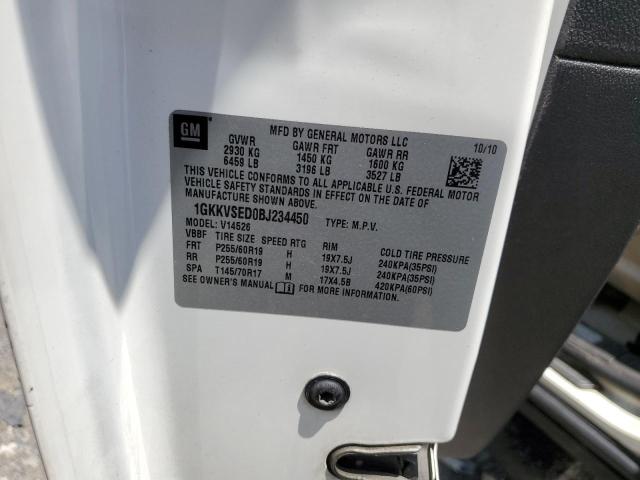 GM
MFD BY GENERAL MOTORS LLC 10/10
GVWR GAWR FRT GAWR RR
2930 KG 1450 KG 1600 KG
6459 LB 3196 LB 3527 LB
THIS VEHICLE CONFORMS TO ALL APPLICABLE U.S. FEDERAL MOTOR
VEHICLE SAFETY STANDARDS IN EFFECT ON THE DATE OF
MANUFACTURE SHOWN ABOVE.
1GKKVSED0BJ234450 TYPE: M.P.V.
MODEL: V14526
VBBF TIRE SIZE SPEED RTG RIM COLD TIRE PRESSURE
FRT P255/60R19 H 19X7.5J 240KPA(35PSI)
RR P255/60R19 H 19X7.5J 240KPA(35PSI)
SPA T145/70R17 M 17X4.5B 420KPA(60PSI)
SEE OWNER'S MANUAL FOR MORE INFORMATION.